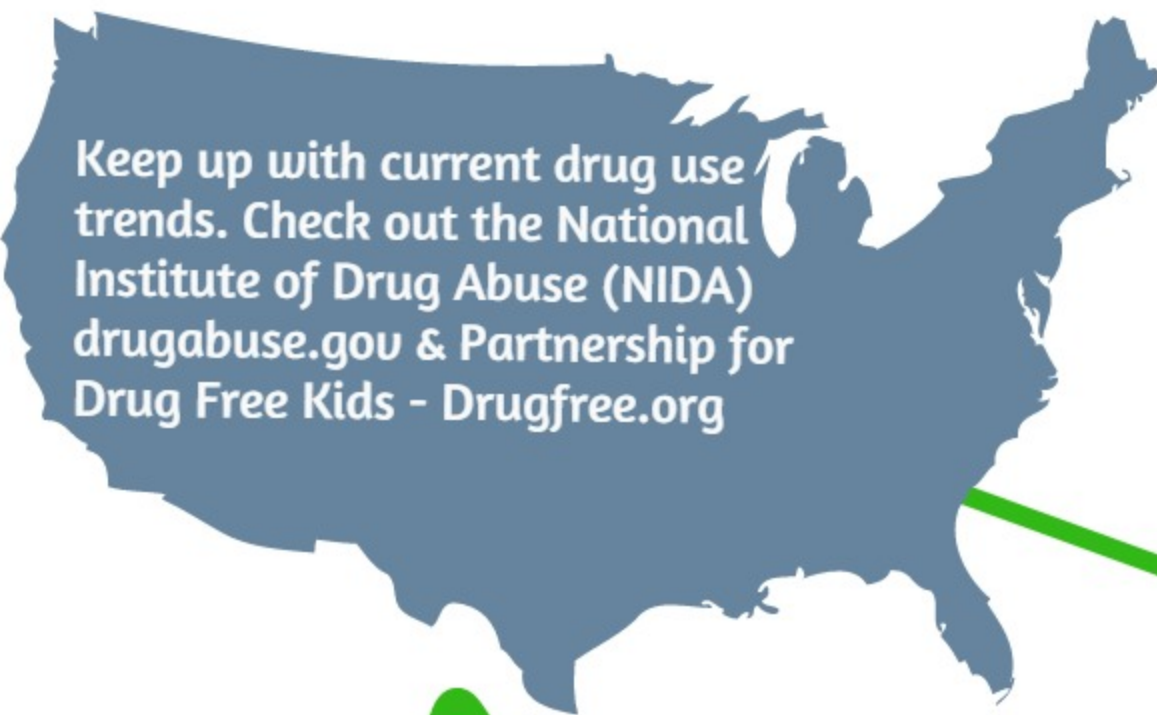 Keep up with current drug use
trends. Check out the National
Institute of Drug Abuse (NIDA)
drugabuse.gov & Partnership for
Drug Free Kids - Drugfree.org